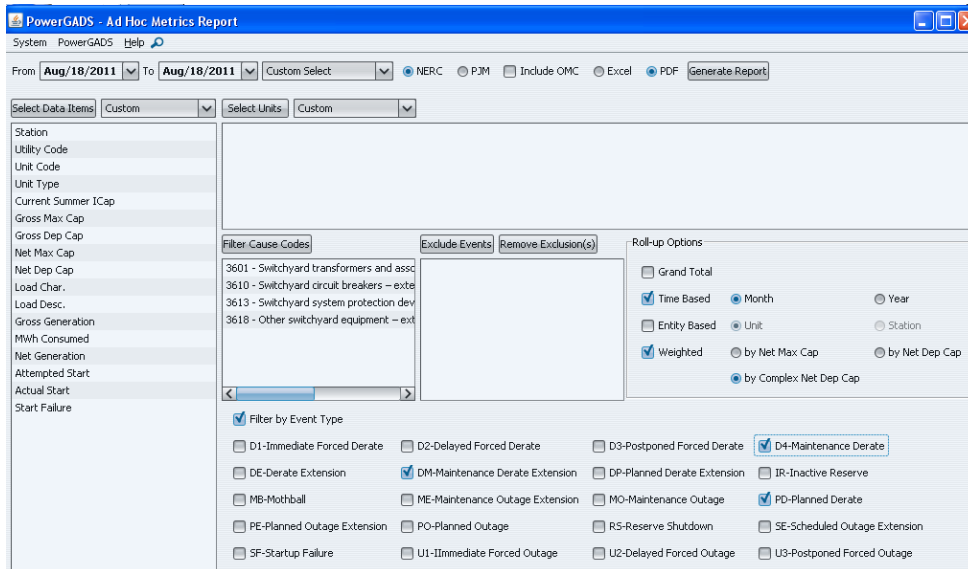 PowerGADS - Ad Hoc Metrics Report
System PowerGADS Help
From Aug/18/2011 To Aug/18/2011 Custom Select NERC PJM Include OMC Excel PDF Generate Report
Select Data Items Custom Select Units Custom
Station
Utility Code
Unit Code
Unit Type
Current Summer ICap
Gross Max Cap
Gross Dep Cap
Net Max Cap
Net Dep Cap
Load Char.
Load Desc.
Gross Generation
MWh Consumed
Net Generation
Attempted Start
Actual Start
Start Failure
Filter Cause Codes Exclude Events Remove Exclusion(s)
3601 - Switchyard transformers and assc
3610 - Switchyard circuit breakers – exte
3613 - Switchyard system protection dev
3618 - Other switchyard equipment – ext
Roll-up Options
Grand Total
Time Based Month Year
Entity Based Unit Station
Weighted by Net Max Cap by Net Dep Cap
by Complex Net Dep Cap
Filter by Event Type
D1-Immediate Forced Derate D2-Delayed Forced Derate D3-Postponed Forced Derate D4-Maintenance Derate
DE-Derate Extension DM-Maintenance Derate Extension DP-Planned Derate Extension IR-Inactive Reserve
MB-Mothball ME-Maintenance Outage Extension MO-Maintenance Outage PD-Planned Derate
PE-Planned Outage Extension PO-Planned Outage RS-Reserve Shutdown SE-Scheduled Outage Extension
SF-Startup Failure U1-IImmediate Forced Outage U2-Delayed Forced Outage U3-Postponed Forced Outage